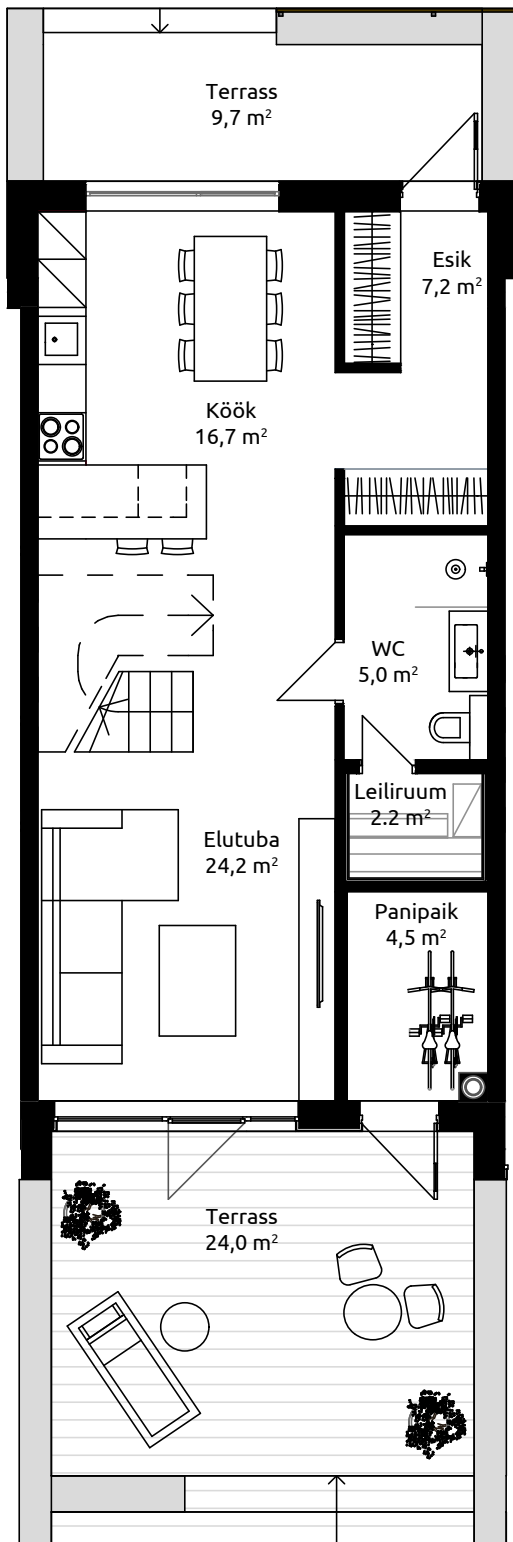 Terrass
9,7 m²
Esik
7,2 m²
Köök
16,7 m²
WC
5,0 m²
Leiliruum
2.2 m²
Elutuba
24,2 m²
Panipaik
4,5 m²
Terrass
24,0 m²